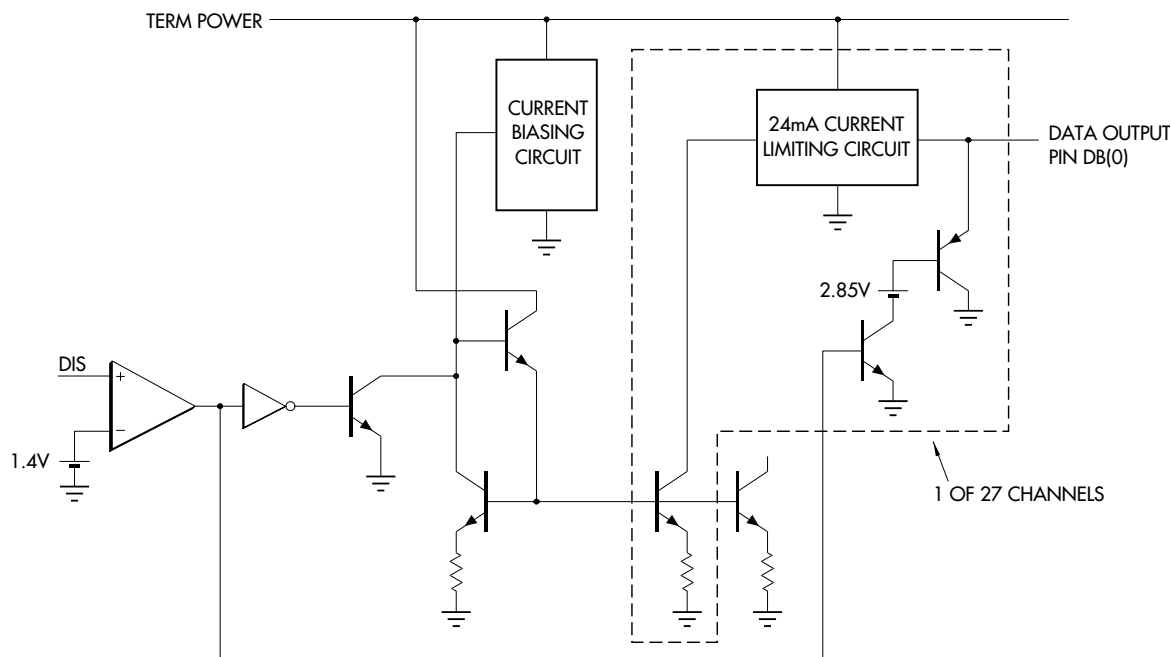 TERM POWER
CURRENT
BIASING
CIRCUIT
24mA CURRENT
LIMITING CIRCUIT
DATA OUTPUT
PIN DB(0)
2.85V
DIS
+
−
1.4V
1 OF 27 CHANNELS